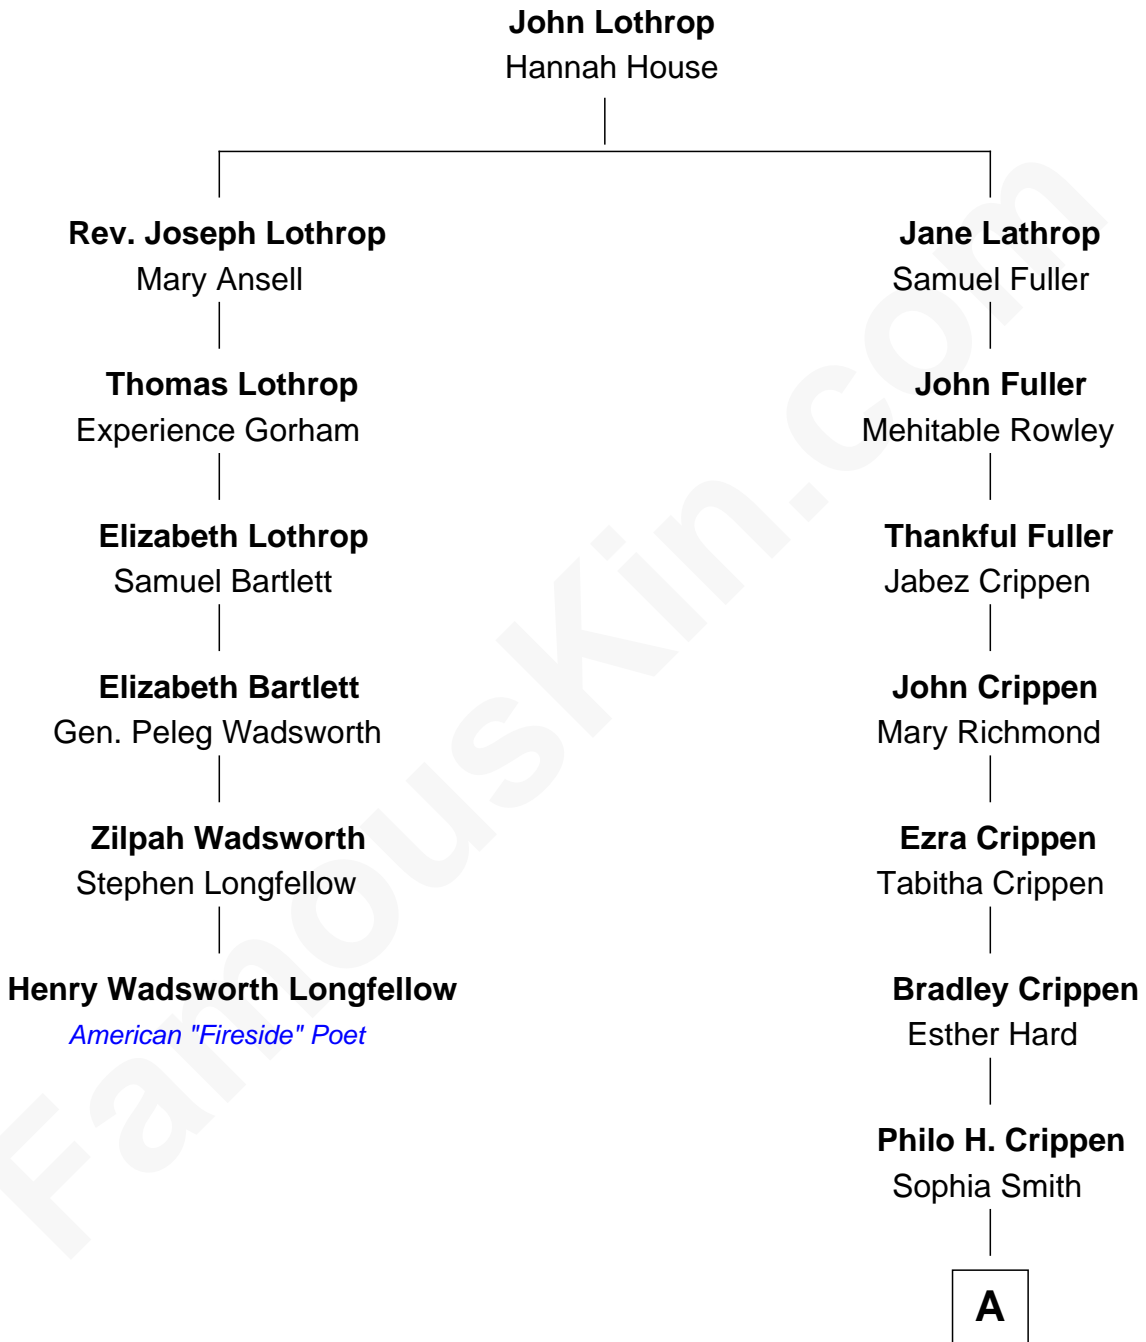 John Lothrop
Hannah House
Rev. Joseph Lothrop
Mary Ansell
Thomas Lothrop
Experience Gorham
Elizabeth Lothrop
Samuel Bartlett
Elizabeth Bartlett
Gen. Peleg Wadsworth
Zilpah Wadsworth
Stephen Longfellow
Henry Wadsworth Longfellow
American "Fireside" Poet
Jane Lathrop
Samuel Fuller
John Fuller
Mehitable Rowley
Thankful Fuller
Jabez Crippen
John Crippen
Mary Richmond
Ezra Crippen
Tabitha Crippen
Bradley Crippen
Esther Hard
Philo H. Crippen
Sophia Smith
A
FamousKin.com